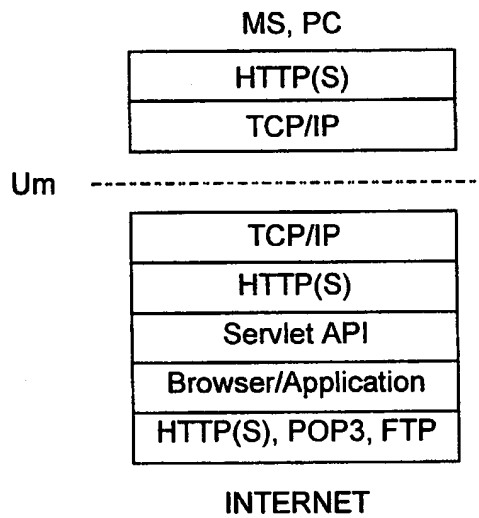 MS, PC
HTTP(S)
TCP/IP
Um
TCP/IP
HTTP(S)
Servlet API
Browser/Application
HTTP(S), POP3, FTP
INTERNET